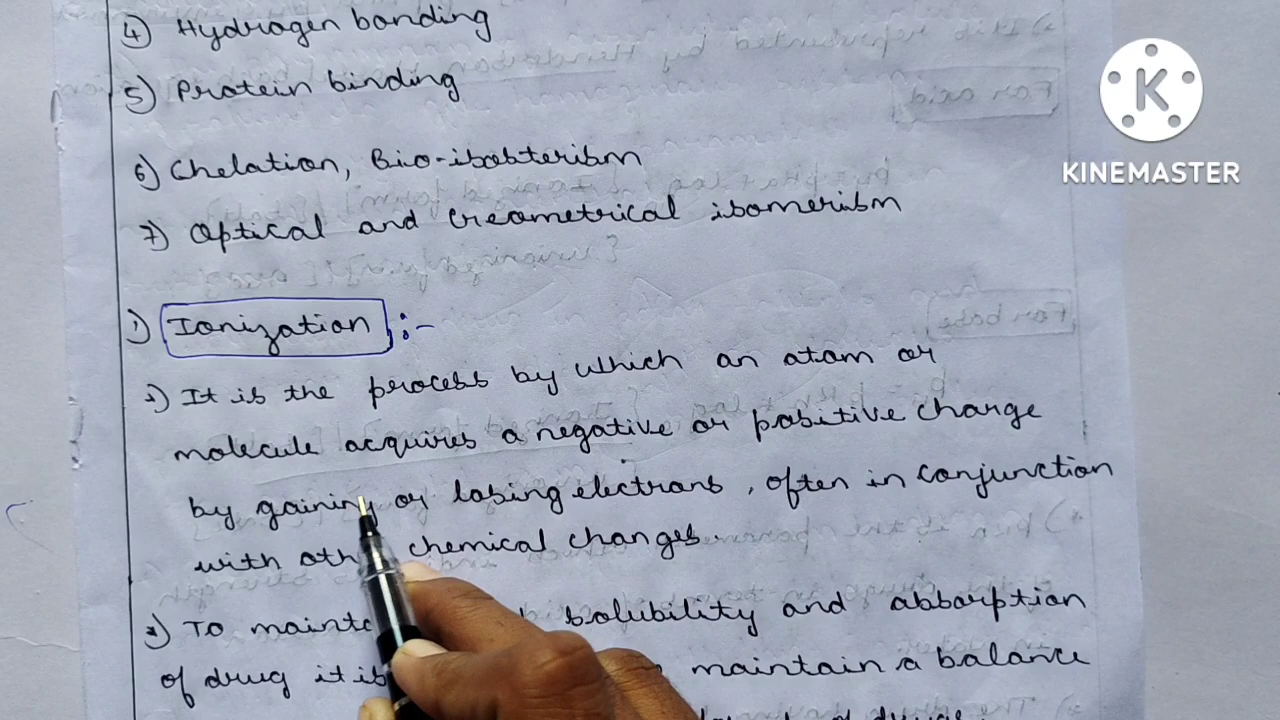 4) Hydrogen bonding
5) Protein binding
6) Chelation, Bio-isosterism
7) Optical and Geometrical isomerism
1) Ionization :-
1) It is the process by which an atom or
molecule acquires a negative or positive charge
by gaining or losing electrons, often in conjunction
with chemical changes.
2) To solubility and absorption
of drug it is maintain a balance
of drugs.
K
KINEMASTER